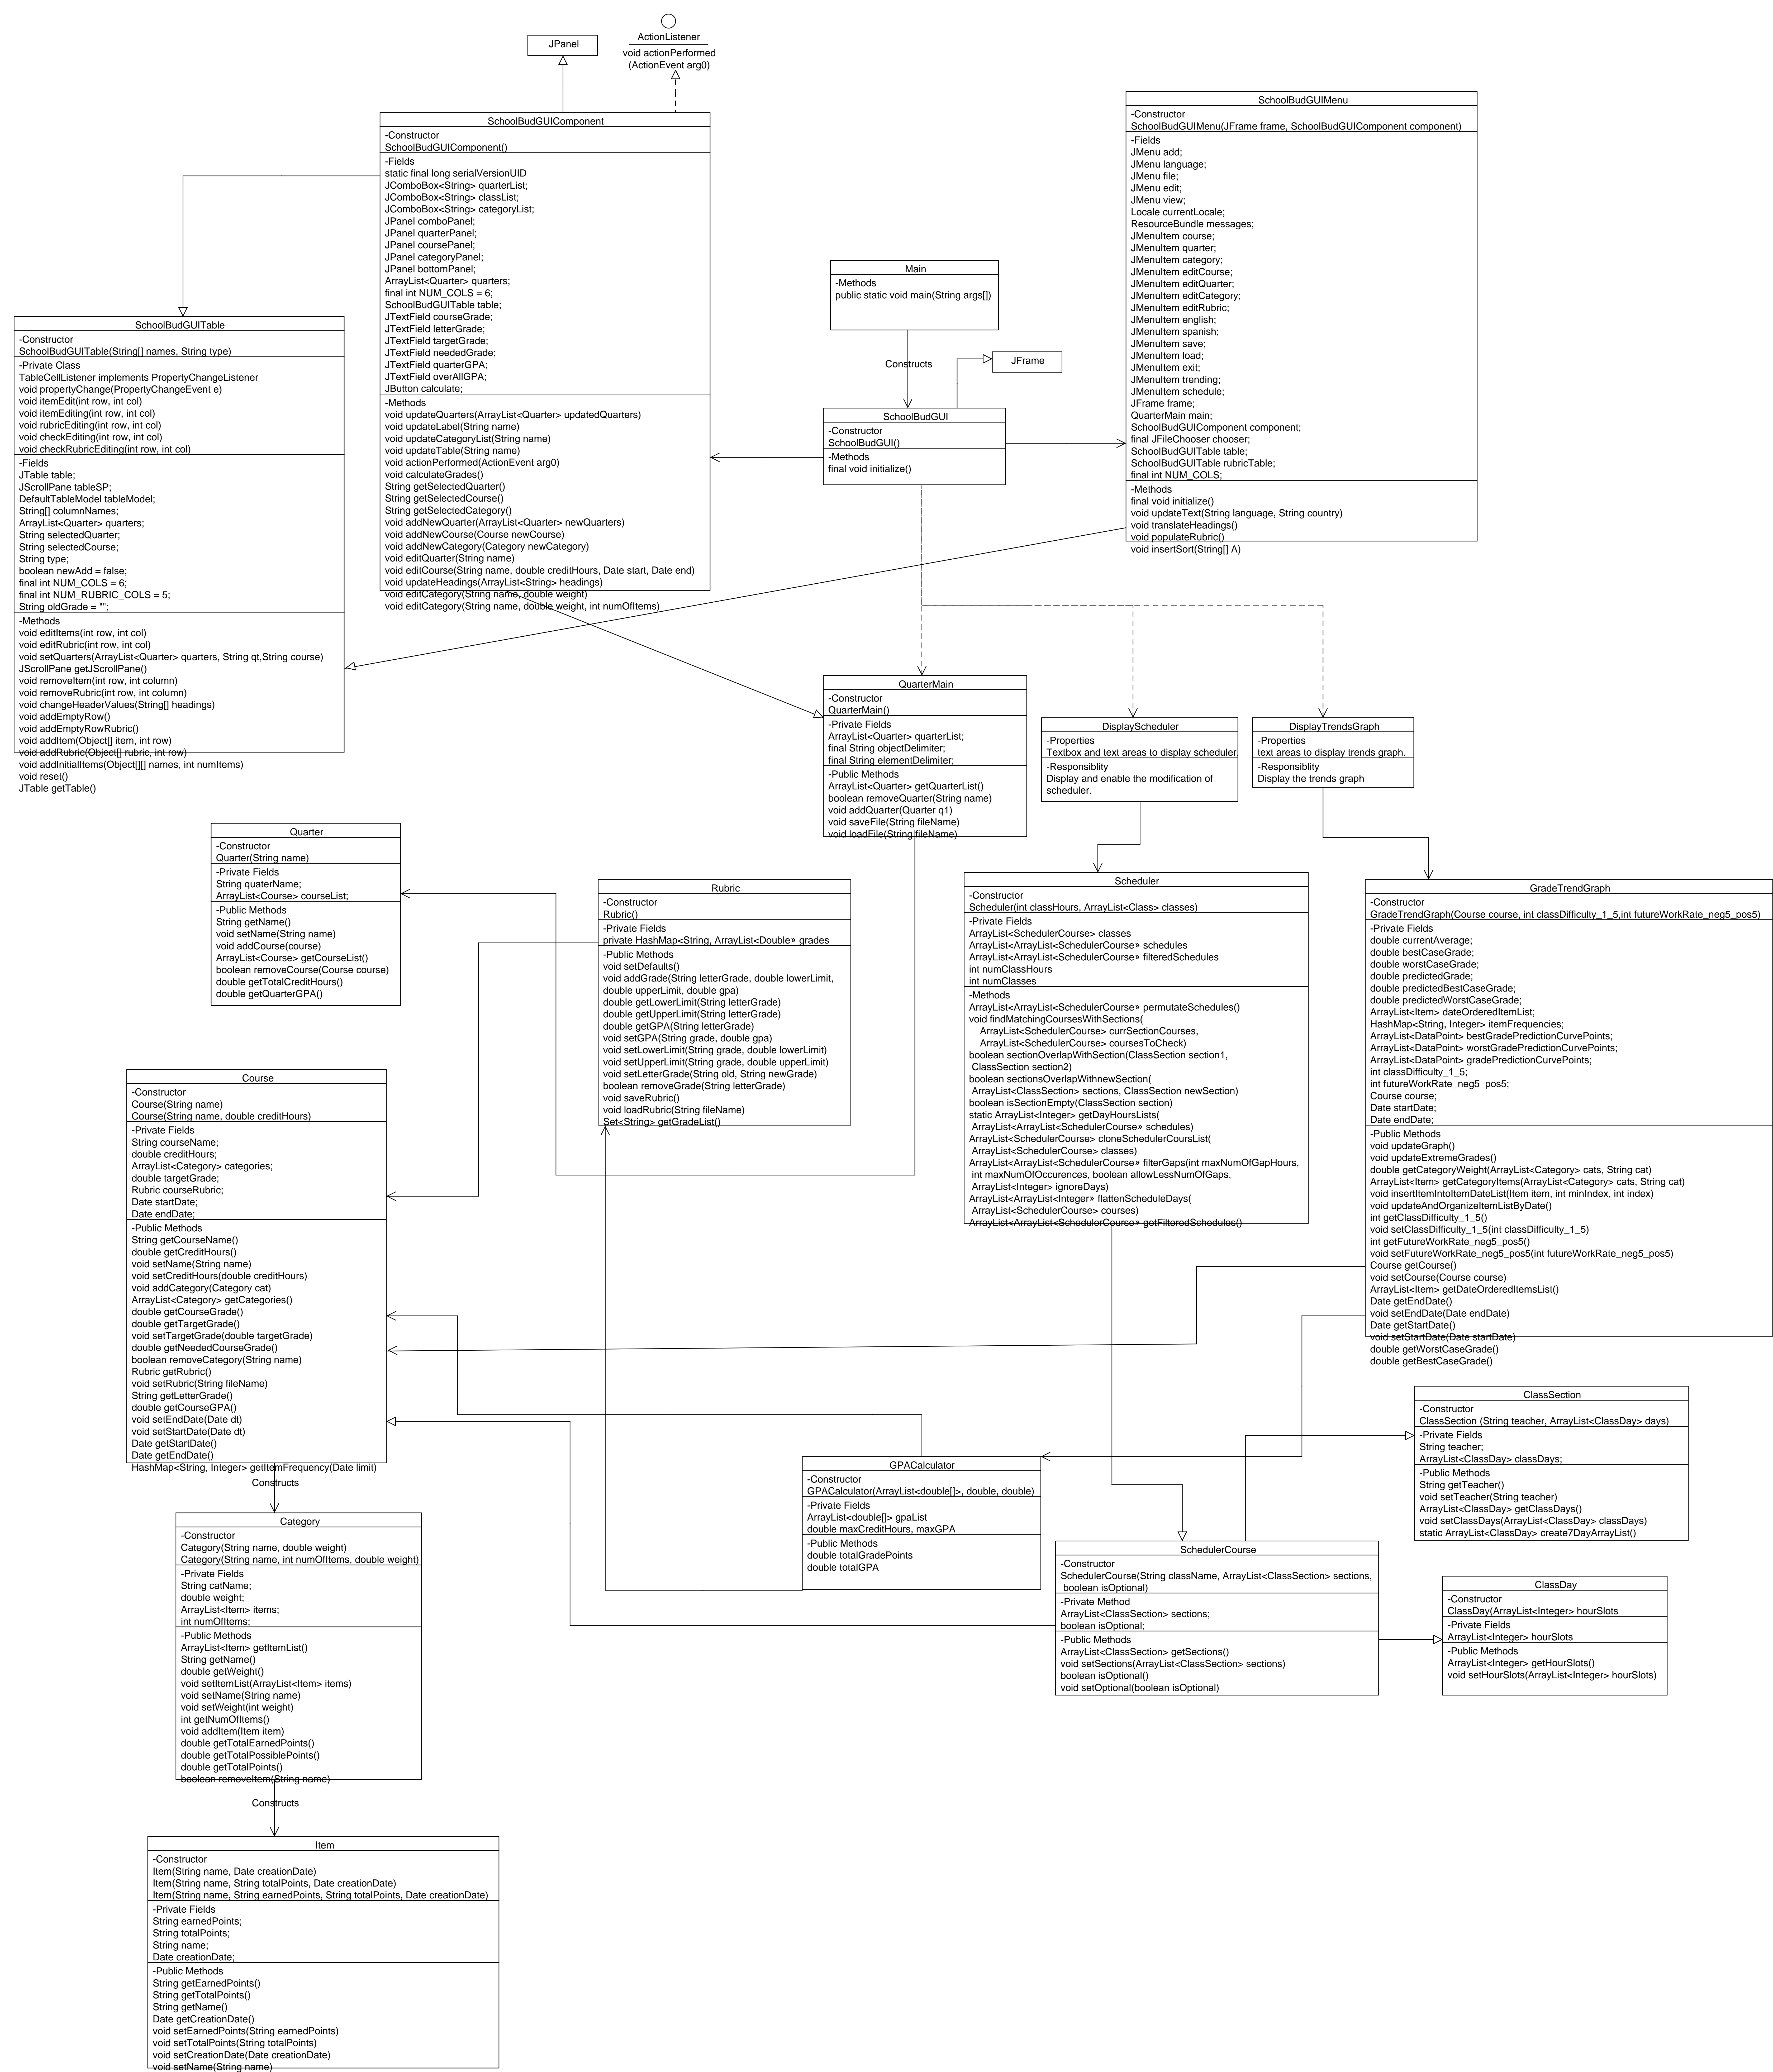 JPanel
ActionListener
void actionPerformed
(ActionEvent arg0)
SchoolBudGUIComponent
-Constructor
SchoolBudGUIComponent()
-Fields
static final long serialVersionUID
JComboBox<String> quarterList;
JComboBox<String> classList;
JComboBox<String> categoryList;
JPanel comboPanel;
JPanel quarterPanel;
JPanel coursePanel;
JPanel categoryPanel;
JPanel bottomPanel;
ArrayList<Quarter> quarters;
final int NUM_COLS = 6;
SchoolBudGUITable table;
JTextField courseGrade;
JTextField letterGrade;
JTextField targetGrade;
JTextField neededGrade;
JTextField quarterGPA;
JTextField overAllGPA;
JButton calculate;
-Methods
void updateQuarters(ArrayList<Quarter> updatedQuarters)
void updateLabel(String name)
void updateCategoryList(String name)
void updateTable(String name)
void actionPerformed(ActionEvent arg0)
void calculateGrades()
String getSelectedQuarter()
String getSelectedCourse()
String getSelectedCategory()
void addNewQuarter(ArrayList<Quarter> newQuarters)
void addNewCourse(Course newCourse)
void addNewCategory(Category newCategory)
void editQuarter(String name)
void editCourse(String name, double creditHours, Date start, Date end)
void updateHeadings(ArrayList<String> headings)
void editCategory(String name, double weight)
void editCategory(String name, double weight, int numOfItems)
SchoolBudGUIMenu
-Constructor
SchoolBudGUIMenu(JFrame frame, SchoolBudGUIComponent component)
-Fields
JMenu add;
JMenu language;
JMenu file;
JMenu edit;
JMenu view;
Locale currentLocale;
ResourceBundle messages;
JMenuItem course;
JMenuItem quarter;
JMenuItem category;
JMenuItem editCourse;
JMenuItem editQuarter;
JMenuItem editCategory;
JMenuItem editRubric;
JMenuItem english;
JMenuItem spanish;
JMenuItem save;
JMenuItem load;
JMenuItem exit;
JMenuItem trending;
JMenuItem schedule;
JFrame frame;
QuarterMain main;
SchoolBudGUIComponent component;
final JFileChooser chooser;
SchoolBudGUITable table;
SchoolBudGUITable rubricTable;
final int NUM_COLS;
-Methods
final void initialize()
void updateText(String language, String country)
void translateHeadings()
void populateRubric()
void insertSort(String[] A)
Main
-Methods
public static void main(String args[])
Constructs
JFrame
SchoolBudGUI
-Constructor
SchoolBudGUI()
-Methods
final void initialize()
SchoolBudGUITable
-Constructor
SchoolBudGUITable(String[] names, String type)
-Private Class
TableCellListener implements PropertyChangeListener
void propertyChange(PropertyChangeEvent e)
void itemEdit(int row, int col)
void itemEditing(int row, int col)
void rubricEditing(int row, int col)
void checkEditing(int row, int col)
void checkRubricEditing(int row, int col)
-Fields
JTable table;
JScrollPane tableSP;
DefaultTableModel tableModel;
String[] columnNames;
ArrayList<Quarter> quarters;
String selectedQuarter;
String selectedCourse;
String type;
boolean newAdd = false;
final int NUM_COLS = 6;
final int NUM_RUBRIC_COLS = 5;
String oldGrade = "";
-Methods
void editItems(int row, int col)
void editRubric(int row, int col)
void setQuarters(ArrayList<Quarter> quarters, String qt,String course)
JScrollPane getJScrollPane()
void removeItem(int row, int column)
void removeRubric(int row, int column)
void changeHeaderValues(String[] headings)
void addEmptyRow()
void addEmptyRowRubric()
void addItem(Object[] item, int row)
void addRubric(Object[] rubric, int row)
void addInitialItems(Object[][] names, int numItems)
void reset()
JTable getTable()
QuarterMain
-Constructor
QuarterMain()
-Private Fields
ArrayList<Quarter> quarterList;
final String objectDelimiter;
final String elementDelimiter;
-Public Methods
ArrayList<Quarter> getQuarterList()
boolean removeQuarter(String name)
void addQuarter(Quarter q1)
void saveFile(String fileName)
void loadFile(String fileName)
DisplayScheduler
-Properties
Textbox and text areas to display scheduler.
-Responsiblity
Display and enable the modification of
scheduler.
DisplayTrendsGraph
-Properties
text areas to display trends graph.
-Responsiblity
Display the trends graph
Quarter
-Constructor
Quarter(String name)
-Private Fields
String quaterName;
ArrayList<Course> courseList;
-Public Methods
String getName()
void setName(String name)
void addCourse(course)
ArrayList<Course> getCourseList()
boolean removeCourse(Course course)
double getTotalCreditHours()
double getQuarterGPA()
Rubric
-Constructor
Rubric()
-Private Fields
private HashMap<String, ArrayList<Double» grades
-Public Methods
void setDefaults()
void addGrade(String letterGrade, double lowerLimit,
double upperLimit, double gpa)
double getLowerLimit(String letterGrade)
double getUpperLimit(String letterGrade)
double getGPA(String letterGrade)
void setGPA(String grade, double gpa)
void setLowerLimit(String grade, double lowerLimit)
void setUpperLimit(String grade, double upperLimit)
void setLetterGrade(String old, String newGrade)
boolean removeGrade(String letterGrade)
void saveRubric()
void loadRubric(String fileName)
Set<String> getGradeList()
Scheduler
-Constructor
Scheduler(int classHours, ArrayList<Class> classes)
-Private Fields
ArrayList<SchedulerCourse> classes
ArrayList<ArrayList<SchedulerCourse» schedules
ArrayList<ArrayList<SchedulerCourse» filteredSchedules
int numClassHours
int numClasses
-Methods
ArrayList<ArrayList<SchedulerCourse» permutateSchedules()
void findMatchingCoursesWithSections(
ArrayList<SchedulerCourse> currSectionCourses,
ArrayList<SchedulerCourse> coursesToCheck)
boolean sectionOverlapWithSection(ClassSection section1,
ClassSection section2)
boolean sectionsOverlapWithnewSection(
ArrayList<ClassSection> sections, ClassSection newSection)
boolean isSectionEmpty(ClassSection section)
static ArrayList<Integer> getDayHoursLists(
ArrayList<ArrayList<SchedulerCourse» schedules)
ArrayList<SchedulerCourse> cloneSchedulerCoursList(
ArrayList<SchedulerCourse> classes)
ArrayList<ArrayList<SchedulerCourse» filterGaps(int maxNumOfGapHours,
int maxNumOfOccurences, boolean allowLessNumOfGaps,
ArrayList<Integer> ignoreDays)
ArrayList<ArrayList<Integer» flattenScheduleDays(
ArrayList<SchedulerCourse> courses)
ArrayList<ArrayList<SchedulerCourse» getFilteredSchedules()
GradeTrendGraph
-Constructor
GradeTrendGraph(Course course, int classDifficulty_1_5,int futureWorkRate_neg5_pos5)
-Private Fields
double currentAverage;
double bestCaseGrade;
double worstCaseGrade;
double predictedGrade;
double predictedBestCaseGrade;
double predictedWorstCaseGrade;
ArrayList<Item> dateOrderedItemList;
HashMap<String, Integer> itemFrequencies;
ArrayList<DataPoint> bestGradePredictionCurvePoints;
ArrayList<DataPoint> worstGradePredictionCurvePoints;
ArrayList<DataPoint> gradePredictionCurvePoints;
int classDifficulty_1_5;
int futureWorkRate_neg5_pos5;
Course course;
Date startDate;
Date endDate;
-Public Methods
void updateGraph()
void updateExtremeGrades()
double getCategoryWeight(ArrayList<Category> cats, String cat)
ArrayList<Item> getCategoryItems(ArrayList<Category> cats, String cat)
void insertItemIntoItemDateList(Item item, int minIndex, int index)
void updateAndOrganizeItemListByDate()
int getClassDifficulty_1_5()
void setClassDifficulty_1_5(int classDifficulty_1_5)
int getFutureWorkRate_neg5_pos5()
void setFutureWorkRate_neg5_pos5(int futureWorkRate_neg5_pos5)
Course getCourse()
void setCourse(Course course)
ArrayList<Item> getDateOrderedItemsList()
Date getEndDate()
void setEndDate(Date endDate)
Date getStartDate()
void setStartDate(Date startDate)
double getWorstCaseGrade()
double getBestCaseGrade()
Course
-Constructor
Course(String name)
Course(String name, double creditHours)
-Private Fields
String courseName;
double creditHours;
ArrayList<Category> categories;
double targetGrade;
Rubric courseRubric;
Date startDate;
Date endDate;
-Public Methods
String getCourseName()
double getCreditHours()
void setName(String name)
void setCreditHours(double creditHours)
void addCategory(Category cat)
ArrayList<Category> getCategories()
double getCourseGrade()
double getTargetGrade()
void setTargetGrade(double targetGrade)
double getNeededCourseGrade()
boolean removeCategory(String name)
Rubric getRubric()
void setRubric(String fileName)
String getLetterGrade()
double getCourseGPA()
void setEndDate(Date dt)
void setStartDate(Date dt)
Date getStartDate()
Date getEndDate()
HashMap<String, Integer> getItemFrequency(Date limit)
Constructs
ClassSection
-Constructor
ClassSection (String teacher, ArrayList<ClassDay> days)
-Private Fields
String teacher;
ArrayList<ClassDay> classDays;
-Public Methods
String getTeacher()
void setTeacher(String teacher)
ArrayList<ClassDay> getClassDays()
void setClassDays(ArrayList<ClassDay> classDays)
static ArrayList<ClassDay> create7DayArrayList()
GPACalculator
-Constructor
GPACalculator(ArrayList<double[]>, double, double)
-Private Fields
ArrayList<double[]> gpaList
double maxCreditHours, maxGPA
-Public Methods
double totalGradePoints
double totalGPA
SchedulerCourse
-Constructor
SchedulerCourse(String className, ArrayList<ClassSection> sections,
boolean isOptional)
-Private Method
ArrayList<ClassSection> sections;
boolean isOptional;
-Public Methods
ArrayList<ClassSection> getSections()
void setSections(ArrayList<ClassSection> sections)
boolean isOptional()
void setOptional(boolean isOptional)
ClassDay
-Constructor
ClassDay(ArrayList<Integer> hourSlots
-Private Fields
ArrayList<Integer> hourSlots
-Public Methods
ArrayList<Integer> getHourSlots()
void setHourSlots(ArrayList<Integer> hourSlots)
Category
-Constructor
Category(String name, double weight)
Category(String name, int numOfItems, double weight)
-Private Fields
String catName;
double weight;
ArrayList<Item> items;
int numOfItems;
-Public Methods
ArrayList<Item> getItemList()
String getName()
double getWeight()
void setItemList(ArrayList<Item> items)
void setName(String name)
void setWeight(int weight)
int getNumOfItems()
void addItem(Item item)
double getTotalEarnedPoints()
double getTotalPossiblePoints()
double getTotalPoints()
boolean removeItem(String name)
Constructs
Item
-Constructor
Item(String name, Date creationDate)
Item(String name, String totalPoints, Date creationDate)
Item(String name, String earnedPoints, String totalPoints, Date creationDate)
-Private Fields
String earnedPoints;
String totalPoints;
String name;
Date creationDate;
-Public Methods
String getEarnedPoints()
String getTotalPoints()
String getName()
Date getCreationDate()
void setEarnedPoints(String earnedPoints)
void setTotalPoints(String totalPoints)
void setCreationDate(Date creationDate)
void setName(String name)